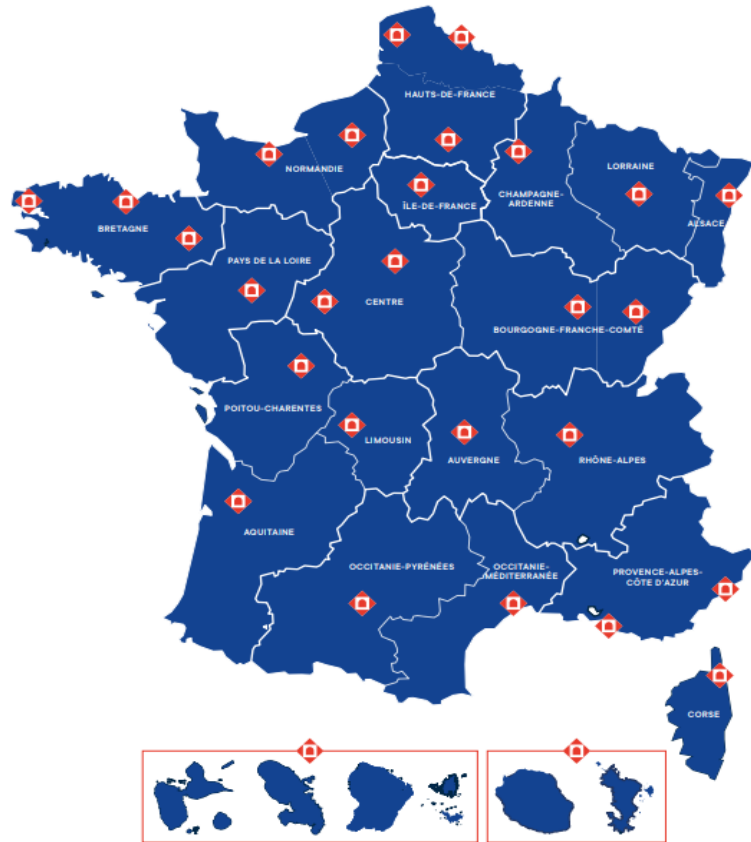 HAUTS-DE-FRANCE
NORMANDIE
LORRAINE
ÎLE-DE-FRANCE
CHAMPAGNE-
ARDENNE
ALSACE
BRETAGNE
PAYS DE LA LOIRE
CENTRE
BOURGOGNE-FRANCHE-COMTÉ
POITOU-CHARENTES
LIMOUSIN
AUVERGNE
RHÔNE-ALPES
AQUITAINE
OCCITANIE-PYRÉNÉES
OCCITANIE-
MÉDITERRANÉE
PROVENCE-ALPES-
CÔTE D'AZUR
CORSE